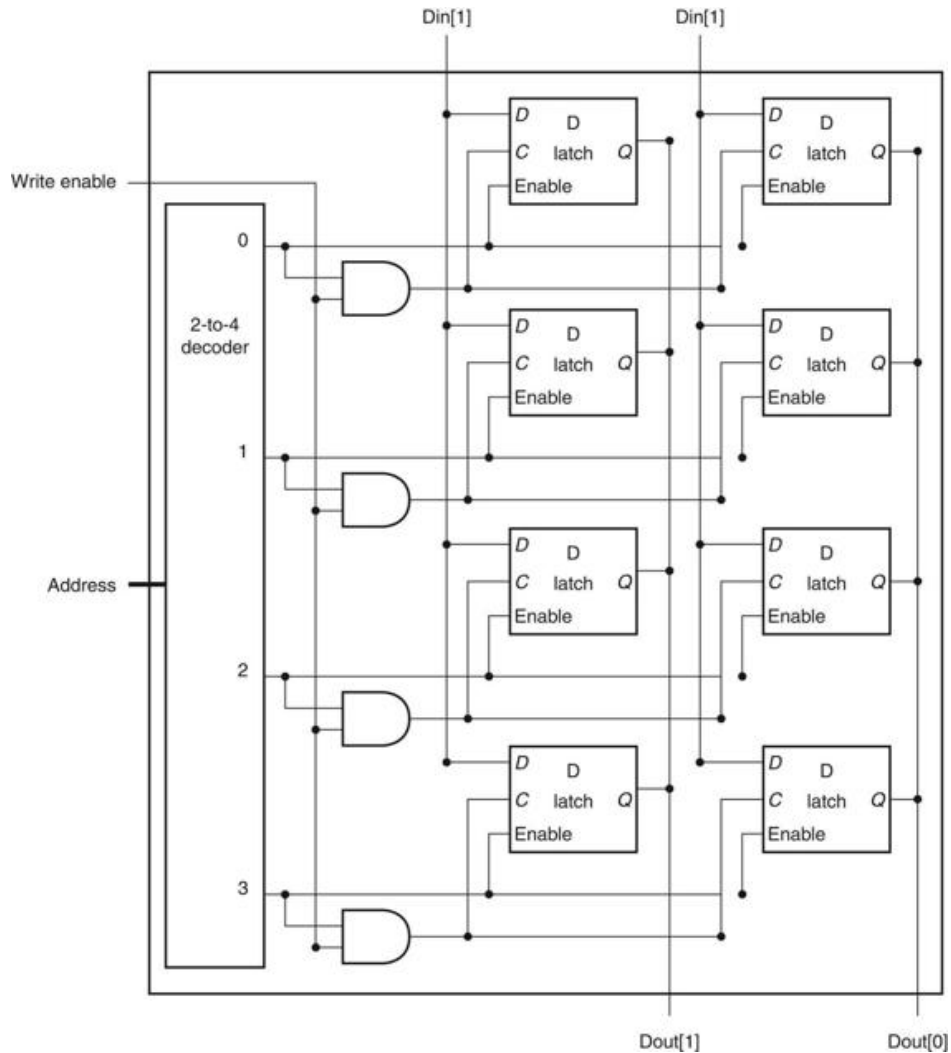 Din[1] Din[1]
D D
D latch Q
C
Enable
D D
D latch Q
C
Enable
Write enable
0
2-to-4
decoder
D D
C latch Q
Enable
D D
C latch Q
Enable
1
D D
C latch Q
Enable
D D
C latch Q
Enable
Address
2
D D
C latch Q
Enable
D D
C latch Q
Enable
3
Dout[1] Dout[0]